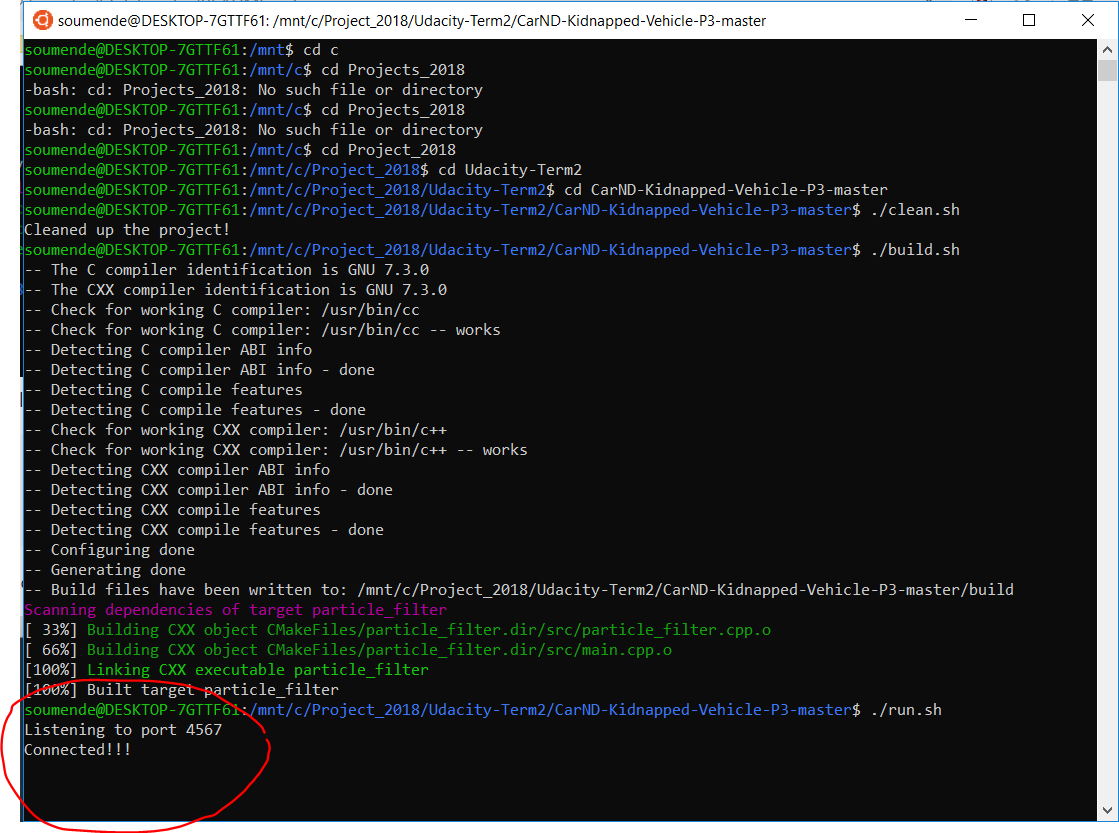 soumende@DESKTOP-7GTTF61: /mnt/c/Project_2018/Udacity-Term2/CarND-Kidnapped-Vehicle-P3-master
soumende@DESKTOP-7GTTF61:/mnt$ cd c
soumende@DESKTOP-7GTTF61:/mnt/c$ cd Projects_2018
-bash: cd: Projects_2018: No such file or directory
soumende@DESKTOP-7GTTF61:/mnt/c$ cd Projects_2018
-bash: cd: Projects_2018: No such file or directory
soumende@DESKTOP-7GTTF61:/mnt/c$ cd Project_2018
soumende@DESKTOP-7GTTF61:/mnt/c/Project_2018$ cd Udacity-Term2
soumende@DESKTOP-7GTTF61:/mnt/c/Project_2018/Udacity-Term2$ cd CarND-Kidnapped-Vehicle-P3-master
soumende@DESKTOP-7GTTF61:/mnt/c/Project_2018/Udacity-Term2/CarND-Kidnapped-Vehicle-P3-master$ ./clean.sh
Cleaned up the project!
soumende@DESKTOP-7GTTF61:/mnt/c/Project_2018/Udacity-Term2/CarND-Kidnapped-Vehicle-P3-master$ ./build.sh
-- The C compiler identification is GNU 7.3.0
-- The CXX compiler identification is GNU 7.3.0
-- Check for working C compiler: /usr/bin/cc
-- Check for working C compiler: /usr/bin/cc -- works
-- Detecting C compiler ABI info
-- Detecting C compiler ABI info - done
-- Detecting C compile features
-- Detecting C compile features - done
-- Check for working CXX compiler: /usr/bin/c++
-- Check for working CXX compiler: /usr/bin/c++ -- works
-- Detecting CXX compiler ABI info
-- Detecting CXX compiler ABI info - done
-- Detecting CXX compile features
-- Detecting CXX compile features - done
-- Configuring done
-- Generating done
-- Build files have been written to: /mnt/c/Project_2018/Udacity-Term2/CarND-Kidnapped-Vehicle-P3-master/build
Scanning dependencies of target particle_filter
[ 33%] Building CXX object CMakeFiles/particle_filter.dir/src/particle_filter.cpp.o
[ 66%] Building CXX object CMakeFiles/particle_filter.dir/src/main.cpp.o
[100%] Linking CXX executable particle_filter
[100%] Built target particle_filter
soumende@DESKTOP-7GTTF61:/mnt/c/Project_2018/Udacity-Term2/CarND-Kidnapped-Vehicle-P3-master$ ./run.sh
Listening to port 4567
Connected!!!